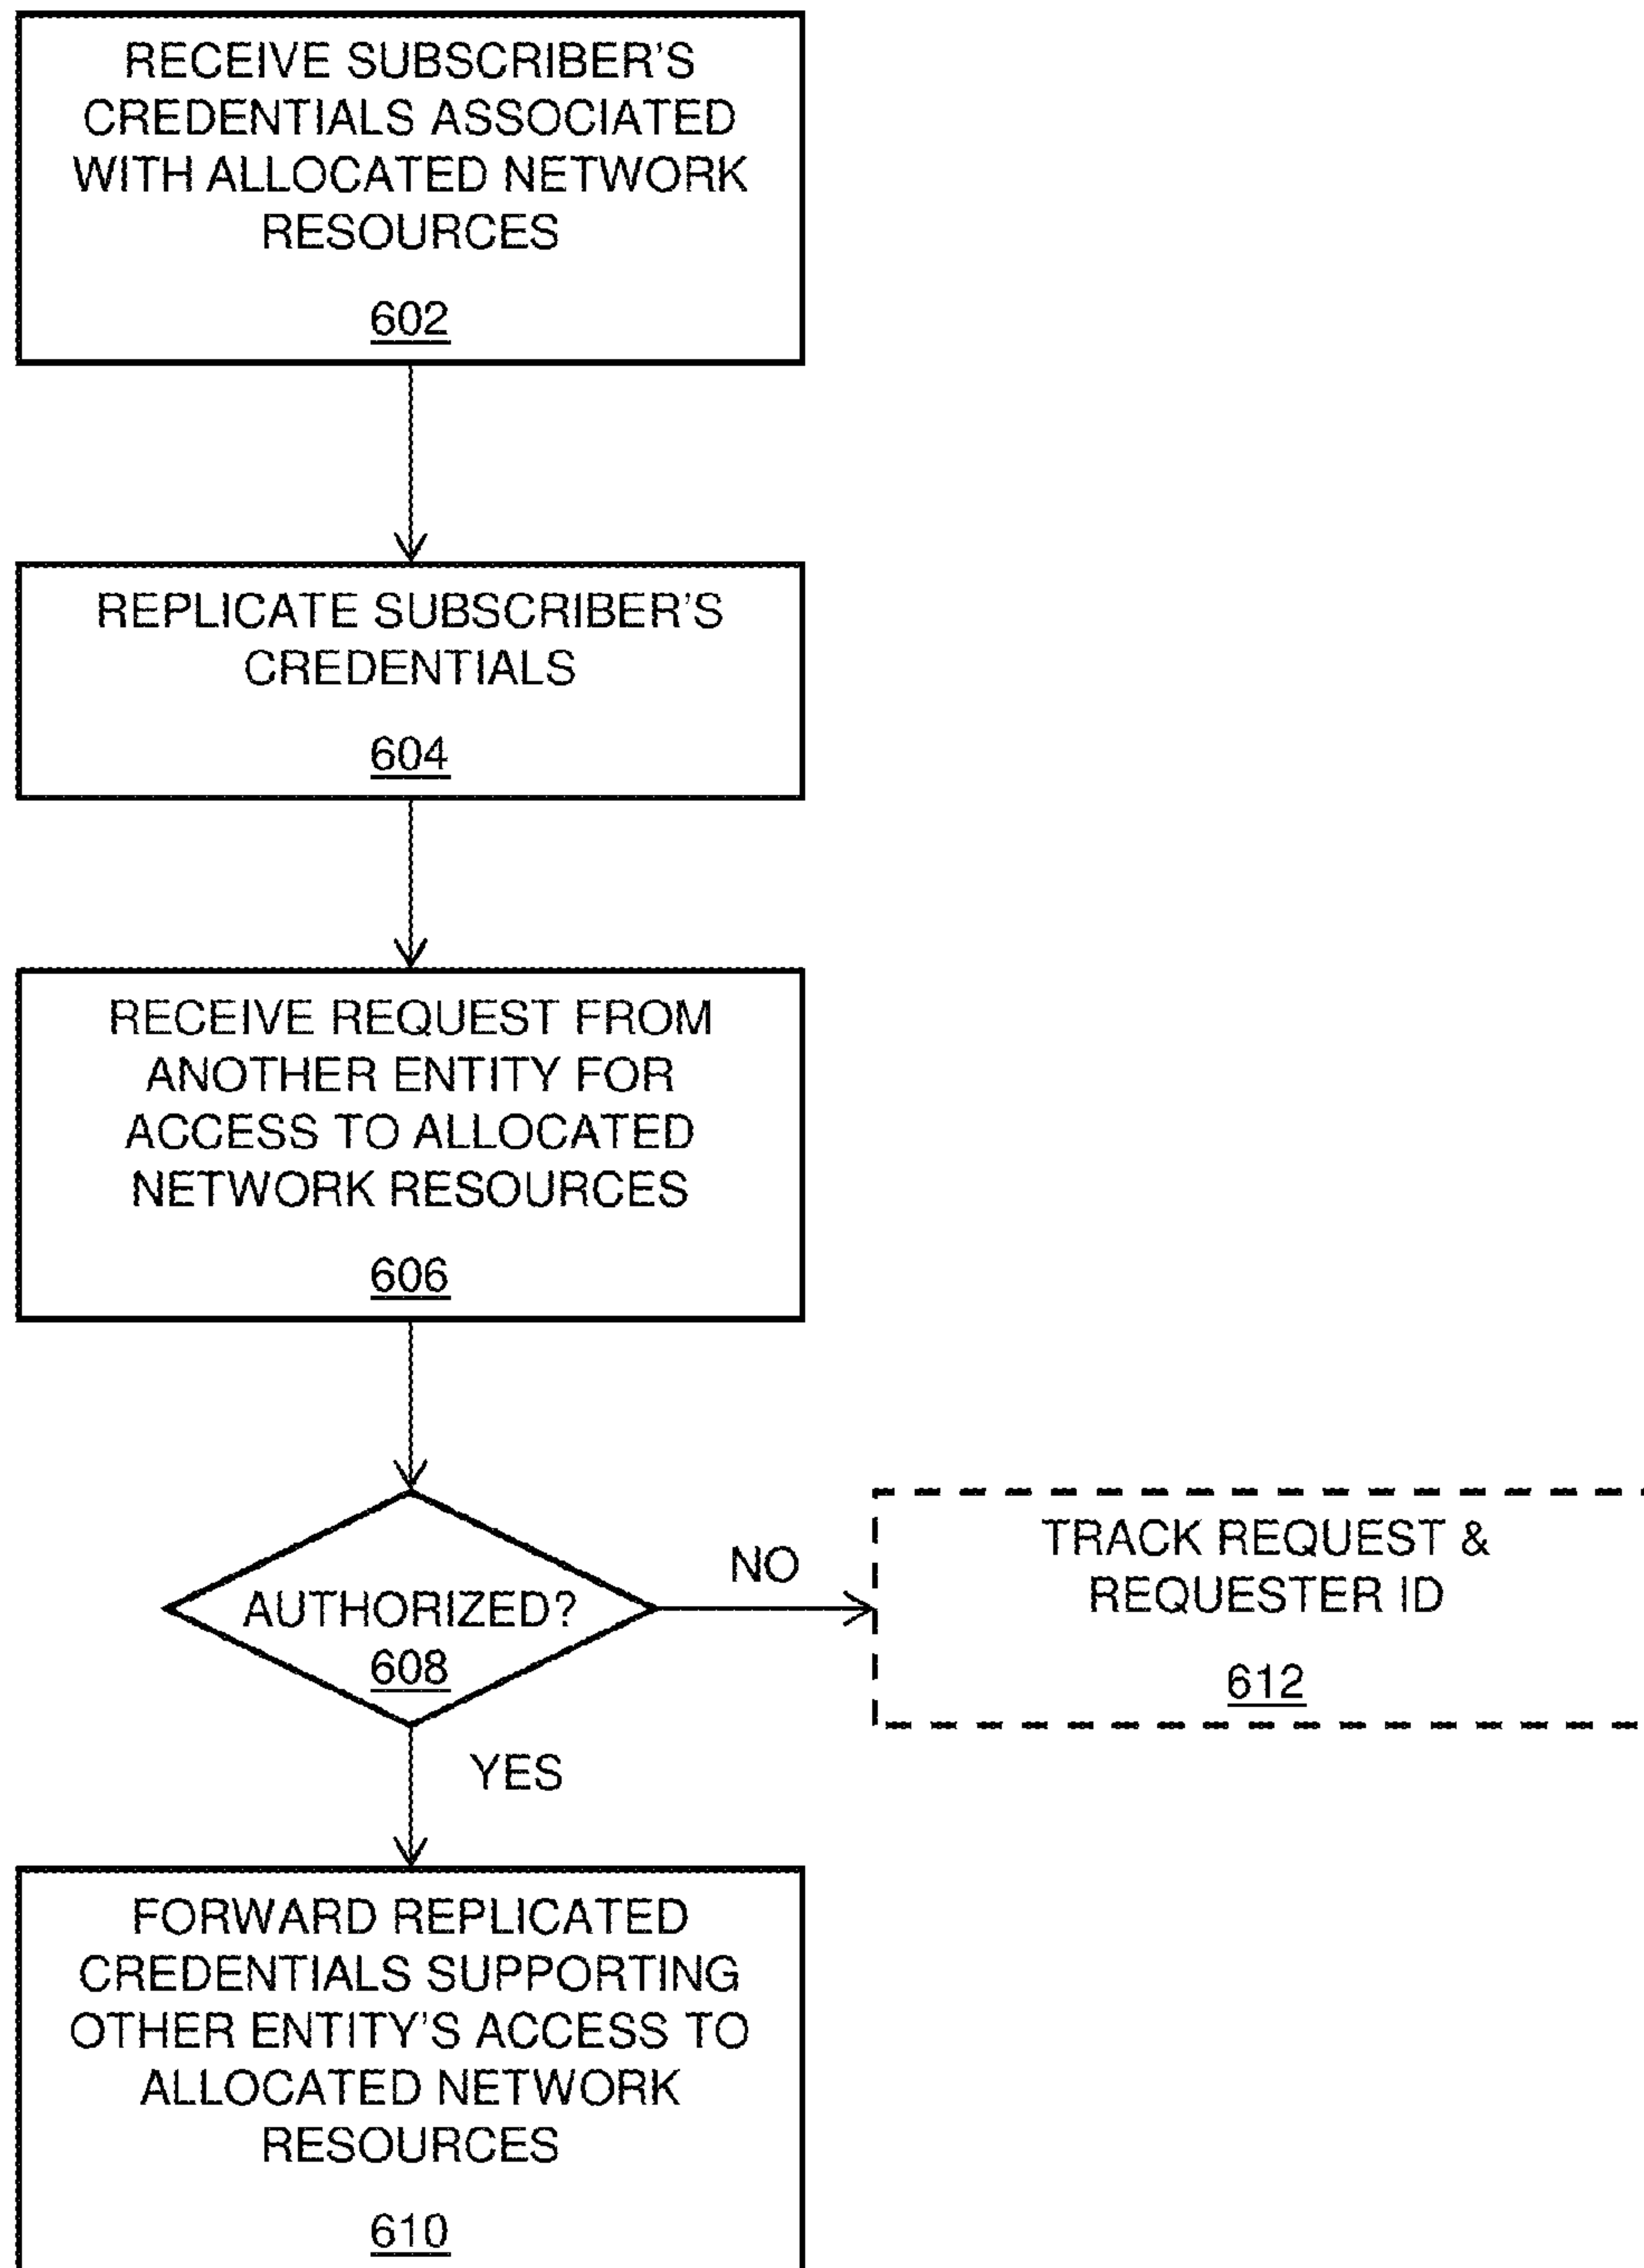 RECEIVE SUBSCRIBER'S
CREDENTIALS ASSOCIATED
WITH ALLOCATED NETWORK
RESOURCES
602
REPLICATE SUBSCRIBER'S
CREDENTIALS
604
RECEIVE REQUEST FROM
ANOTHER ENTITY FOR
ACCESS TO ALLOCATED
NETWORK RESOURCES
606
AUTHORIZED?
608
NO
TRACK REQUEST &
REQUESTER ID
612
YES
FORWARD REPLICATED
CREDENTIALS SUPPORTING
OTHER ENTITY'S ACCESS TO
ALLOCATED NETWORK
RESOURCES
610